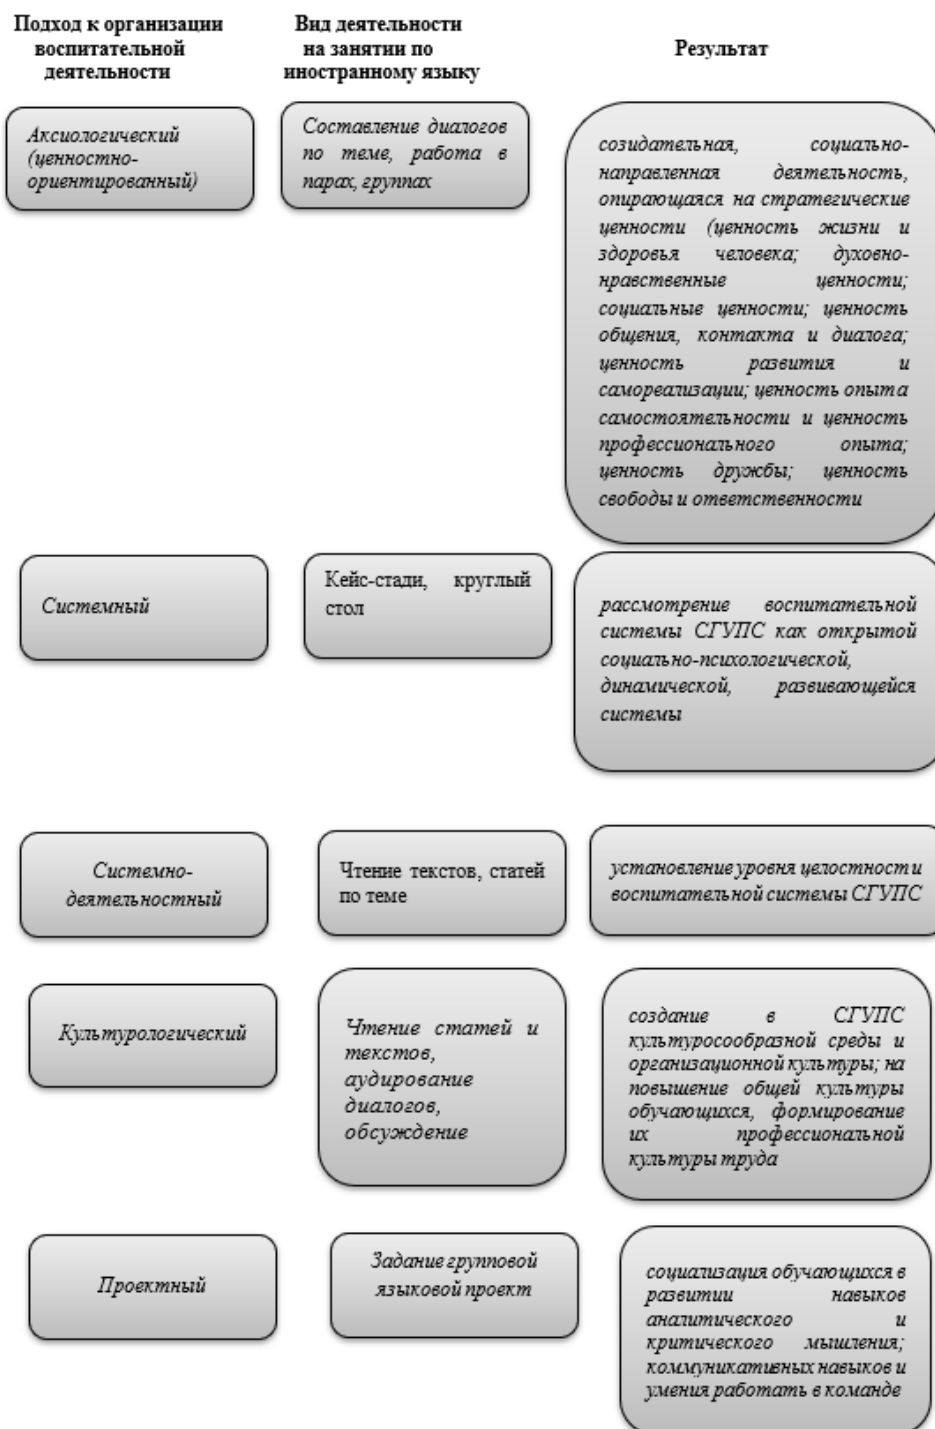 Подход к организации
воспитательной
деятельности
Вид деятельности
на занятии по
иностранному языку
Результат
Аксиологический
(ценностно-
ориентированный)
Составление диалогов
по теме, работа в
парах, группах
созидательная, социально-
направленная деятельность,
опирающаяся на стратегические
ценности (ценность жизни и
здоровья человека; духовно-
нравственные ценности;
социальные ценности; ценность
общения, контакта и диалога;
ценность развития и
самореализации; ценность опыта
самостоятельности и ценность
профессионального опыта;
ценность дружбы; ценность
свободы и ответственности
Системный
Кейс-стади, круглый
стол
рассмотрение воспитательной
системы СГУПС как открытой
социально-психологической,
динамической, развивающейся
системы
Системно-
деятельностный
Чтение текстов, статей
по теме
установление уровня целостности
воспитательной системы СГУПС
Культурологический
Чтение статей и
текстов,
аудирование
диалогов,
обсуждение
создание в СГУПС
культуросообразной среды и
организационной культуры; на
повышение общей культуры
обучающихся, формирование
их профессиональной
культуры труда
Проектный
Задание групповой
языковой проект
социализация обучающихся в
развитии навыков
аналитического и
критического мышления;
коммуникативных навыков и
умения работать в команде